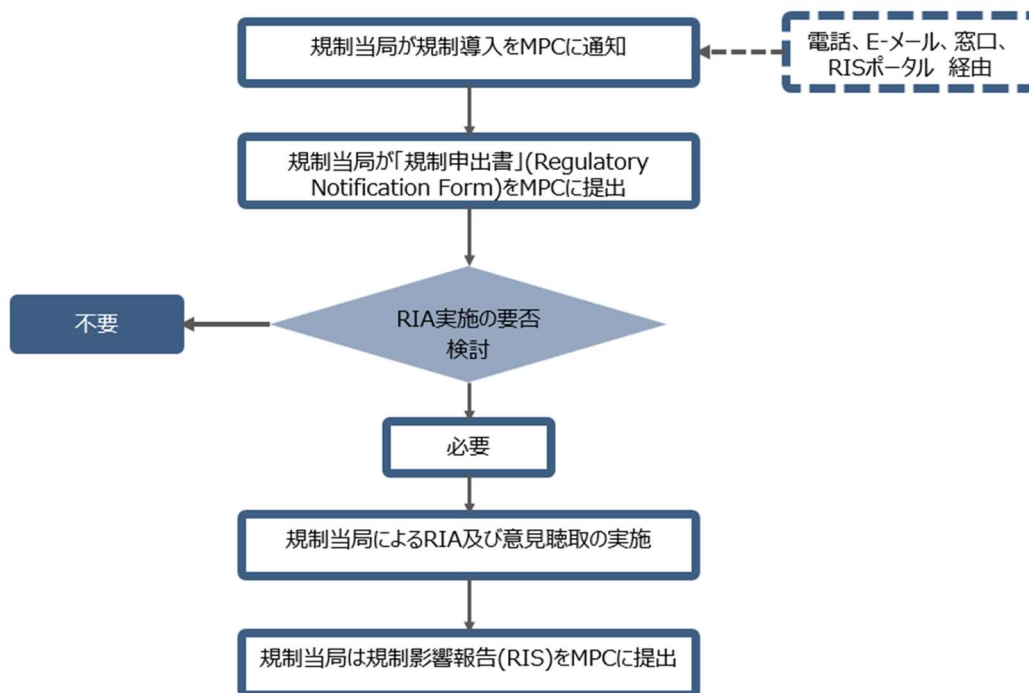 規制当局が規制導入をMPCに通知
電話、E-メール、窓口、
RISポータル 経由
規制当局が「規制申出書」(Regulatory
Notification Form)をMPCに提出
RIA実施の要否
検討
不要
必要
規制当局によるRIA及び意見聴取の実施
規制当局は規制影響報告(RIS)をMPCに提出